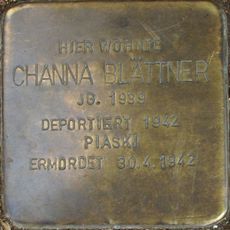 HIER WOHNTE
CHANNA BLÄTTNER
JG. 1939
DEPORTIERT 1942
PIASKI
ERMORDET 30.4.1942